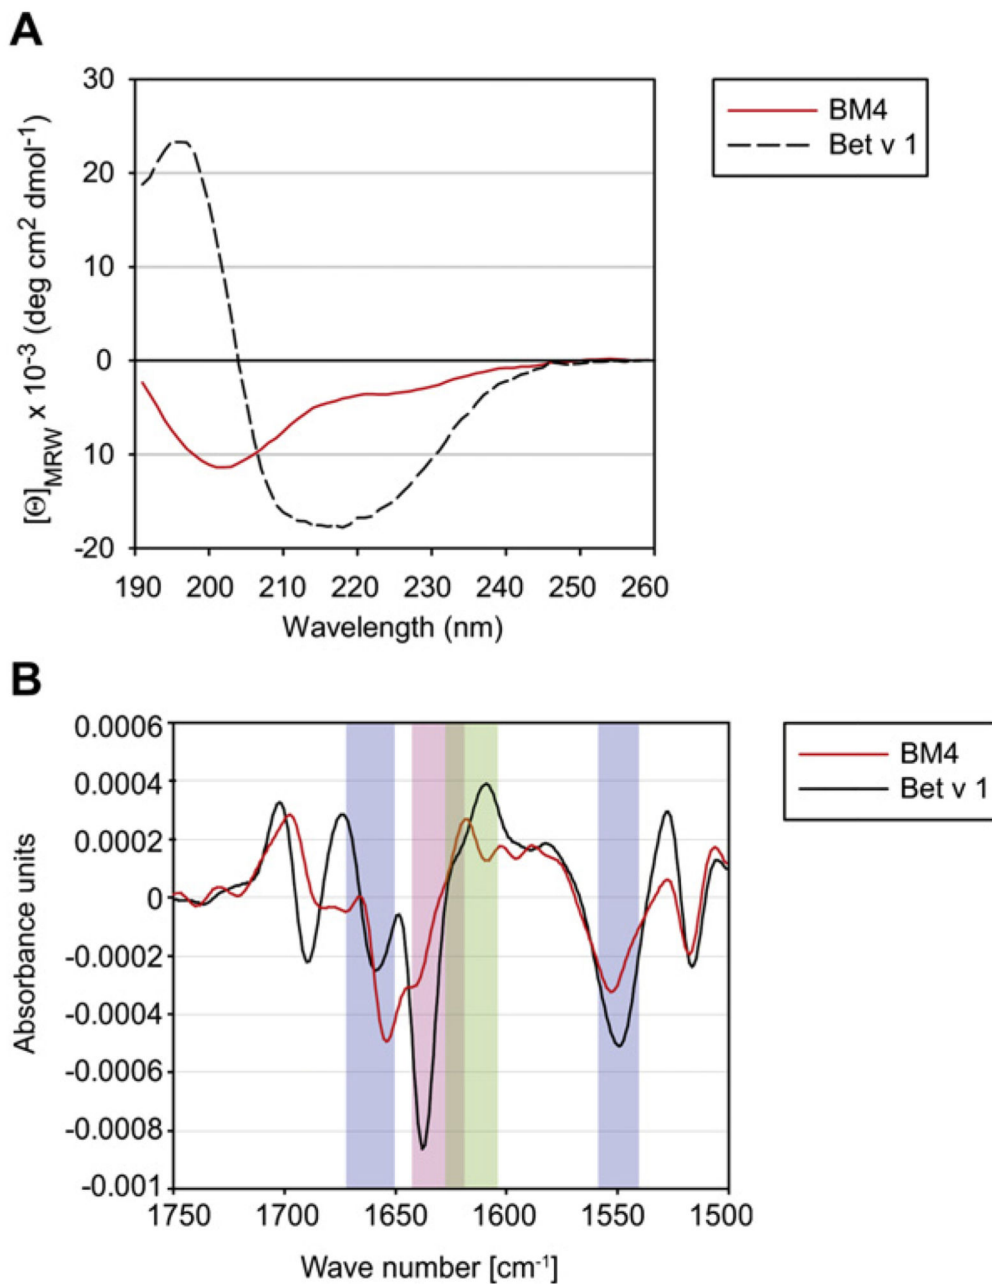 A
30
20
10
0
10
-20
190 200 210 220 230 240 250 260
Wavelength (nm)
[Θ]MRW x 10-3 (deg cm2 dmol-1)
BM4
Bet v 1
B
0.0006
0.0004
0.0002
0
-0.0002
-0.0004
-0.0006
-0.0008
-0.001
1750 1700 1650 1600 1550 1500
Wave number [cm-1]
Absorbance units
BM4
Bet v 1